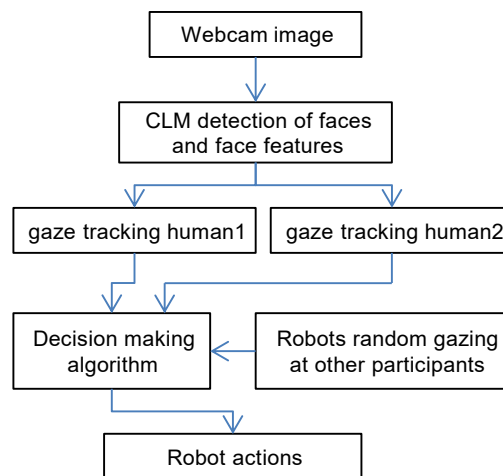 Webcam image
CLM detection of faces
and face features
gaze tracking human1
gaze tracking human2
Decision making
algorithm
Robots random gazing
at other participants
Robot actions